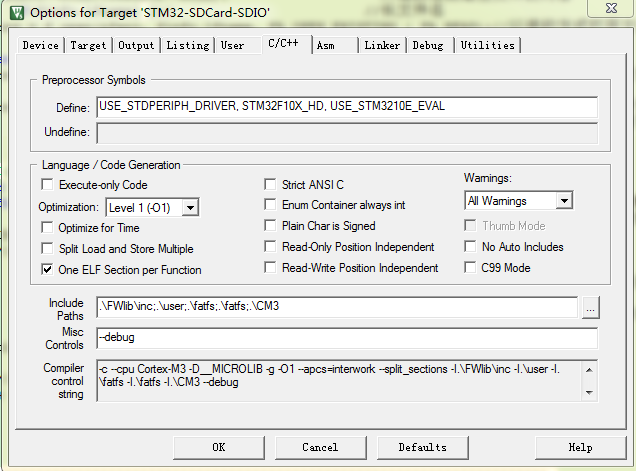 Options for Target 'STM32-SDCard-SDIO'
Device Target Output Listing User C/C++ Asm Linker Debug Utilities
Preprocessor Symbols
Define: USE_STDPERIPH_DRIVER, STM32F10X_HD, USE_STM3210E_EVAL
Undefine:
Language / Code Generation
Execute-only Code
Optimization: Level 1 (-O1)
Optimize for Time
Split Load and Store Multiple
One ELF Section per Function
Strict ANSI C
Enum Container always int
Plain Char is Signed
Read-Only Position Independent
Read-Write Position Independent
Warnings:
All Warnings
Thumb Mode
No Auto Includes
C99 Mode
Include
Paths
.\FWlib\inc;.\user;.\fatfs;.\fatfs;.\CM3
...
Misc
Controls
--debug
Compiler
control
string
-c --cpu Cortex-M3 -D__MICROLIB -g -O1 --apcs=interwork --split_sections -I.\FWlib\inc -I.\user -I.
\fatfs -I.\fatfs -I.\CM3 --debug
OK Cancel Defaults Help